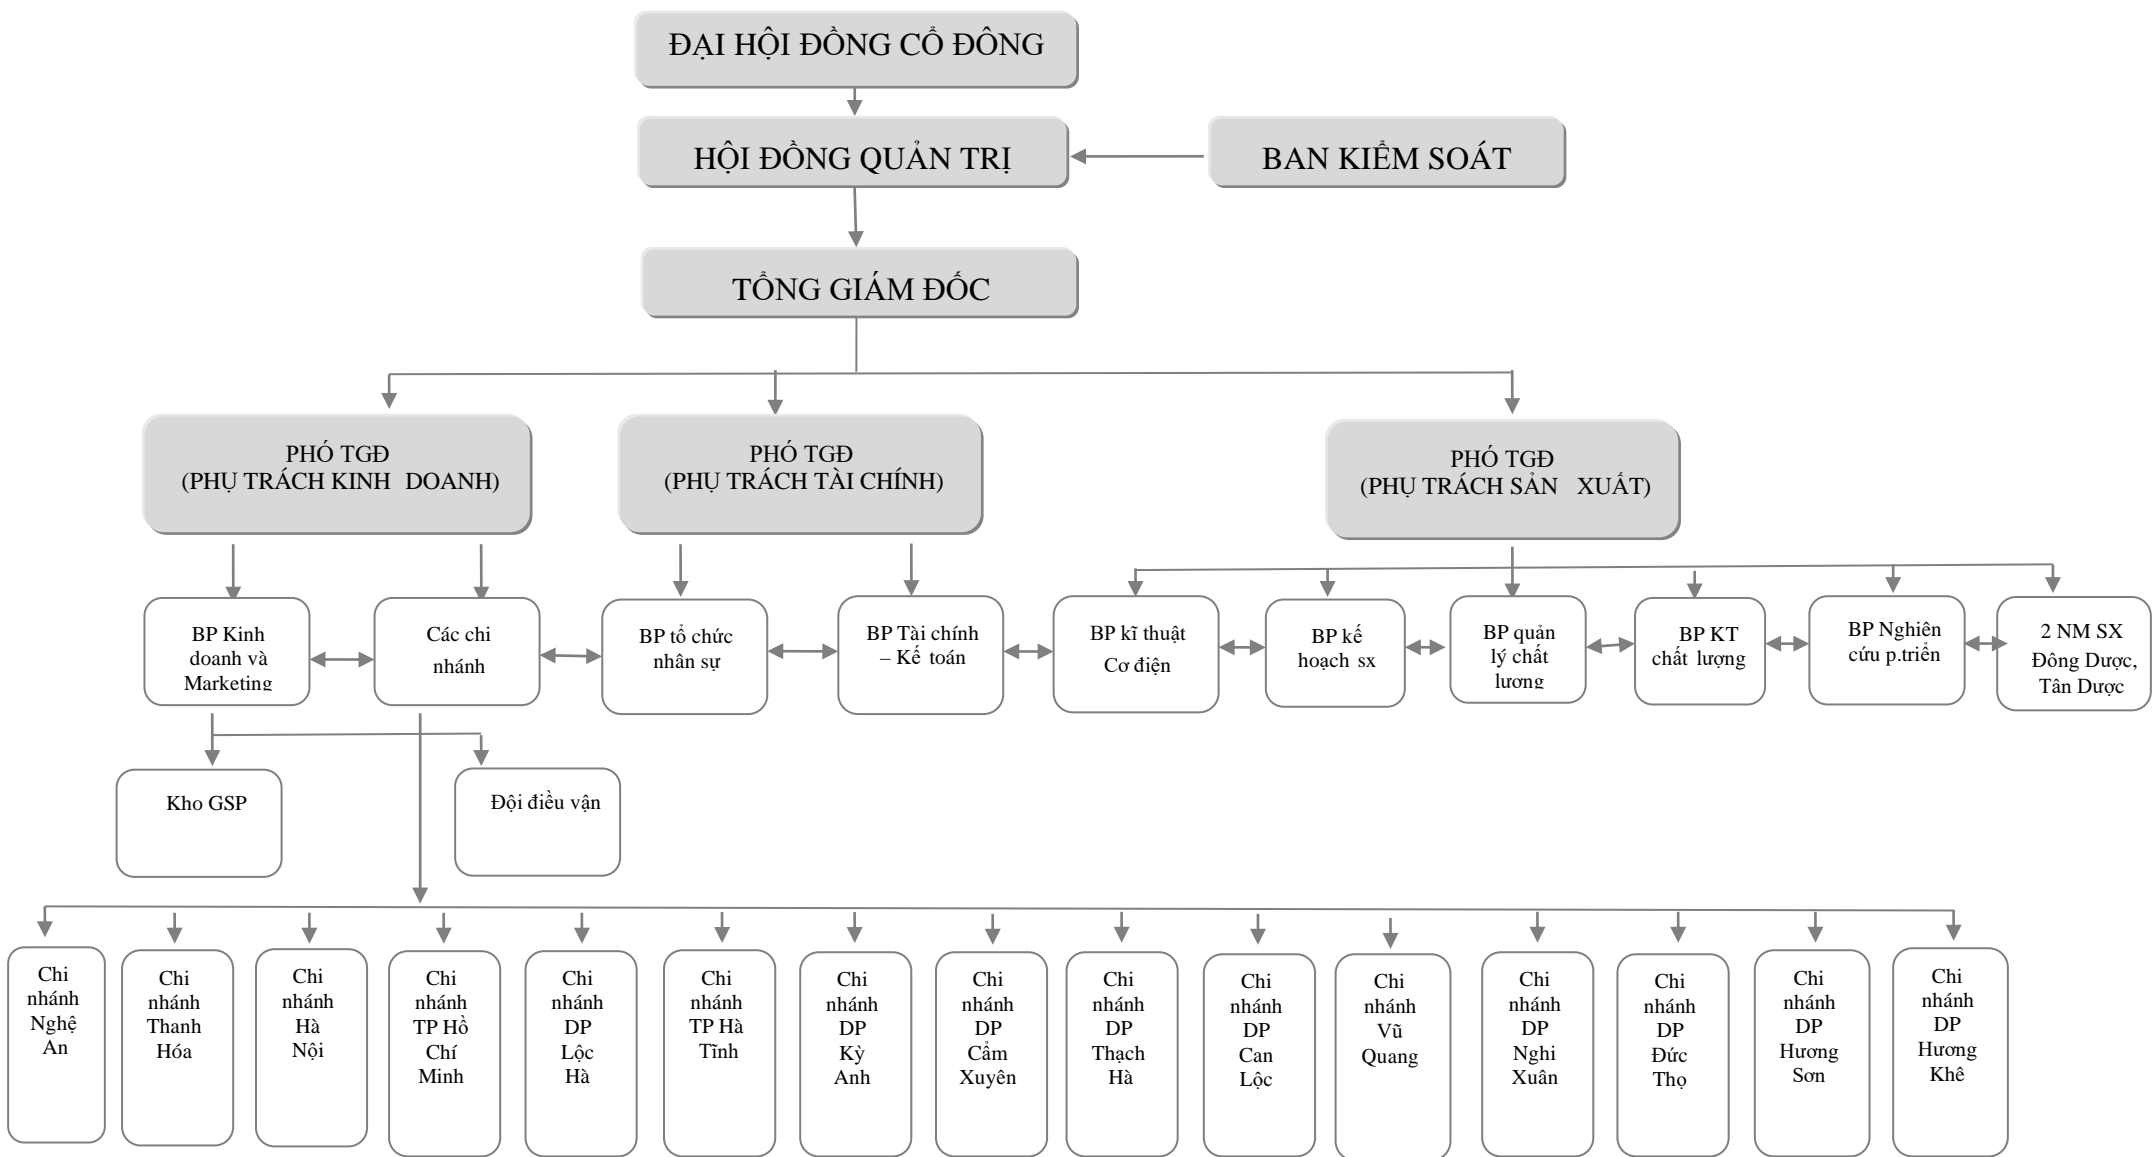 ĐẠI HỘI ĐỒNG CỔ ĐÔNG
HỘI ĐỒNG QUẢN TRỊ
BAN KIỂM SOÁT
TỔNG GIÁM ĐỐC
PHÓ TGĐ
(PHỤ TRÁCH KINH DOANH)
PHÓ TGĐ
(PHỤ TRÁCH TÀI CHÍNH)
PHÓ TGĐ
(PHỤ TRÁCH SẢN XUẤT)
BP Kinh
doanh và
Marketing
Các chi
nhánh
BP tổ chức
nhân sự
BP Tài chính
– Kế toán
BP kĩ thuật
Cơ điện
BP kế
hoạch sx
BP quản
lý chất
lương
BP KT
chất lượng
BP Nghiên
cứu p.triển
2 NM SX
Đông Dược,
Tân Dược
Kho GSP
Đội điều vận
Chi
nhánh
Nghệ
An
Chi
nhánh
Thanh
Hóa
Chi
nhánh
Hà
Nội
Chi
nhánh
TP Hồ
Chí
Minh
Chi
nhánh
DP
Lộc
Hà
Chi
nhánh
TP Hà
Tĩnh
Chi
nhánh
DP
Kỳ
Anh
Chi
nhánh
DP
Cẩm
Xuyên
Chi
nhánh
DP
Thạch
Hà
Chi
nhánh
DP
Can
Lộc
Chi
nhánh
Vũ
Quang
Chi
nhánh
DP
Nghi
Xuân
Chi
nhánh
DP
Đức
Thọ
Chi
nhánh
DP
Hương
Sơn
Chi
nhánh
DP
Hương
Khê